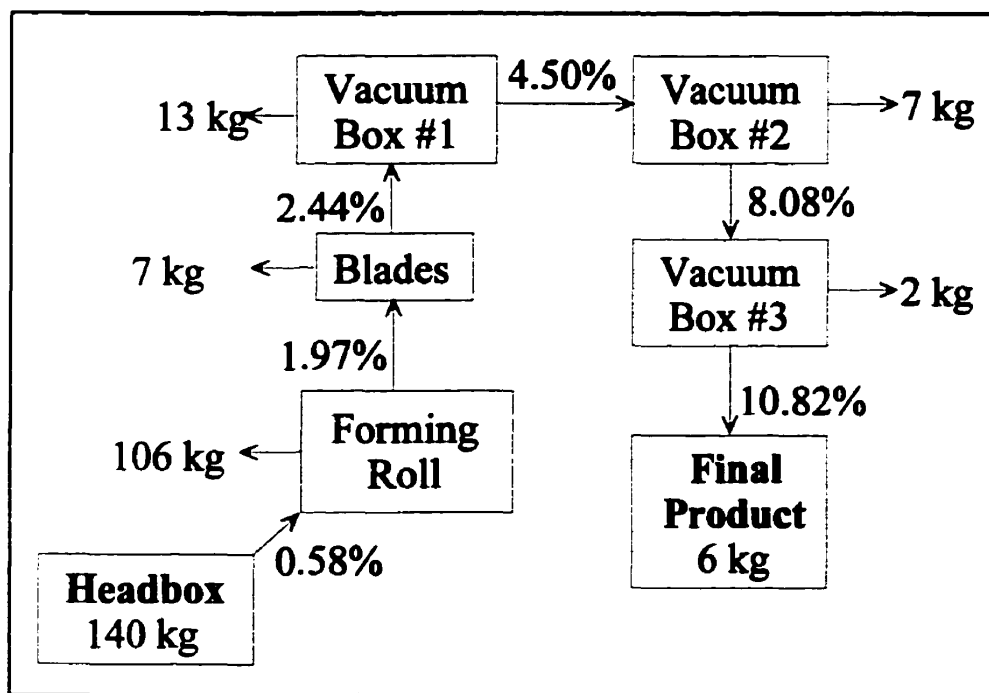 Vacuum
Box #1
4.50%
Vacuum
Box #2
13 kg
7 kg
2.44%
8.08%
7 kg
Blades
Vacuum
Box #3
2 kg
1.97%
10.82%
106 kg
Forming
Roll
Final
Product
6 kg
0.58%
Headbox
140 kg